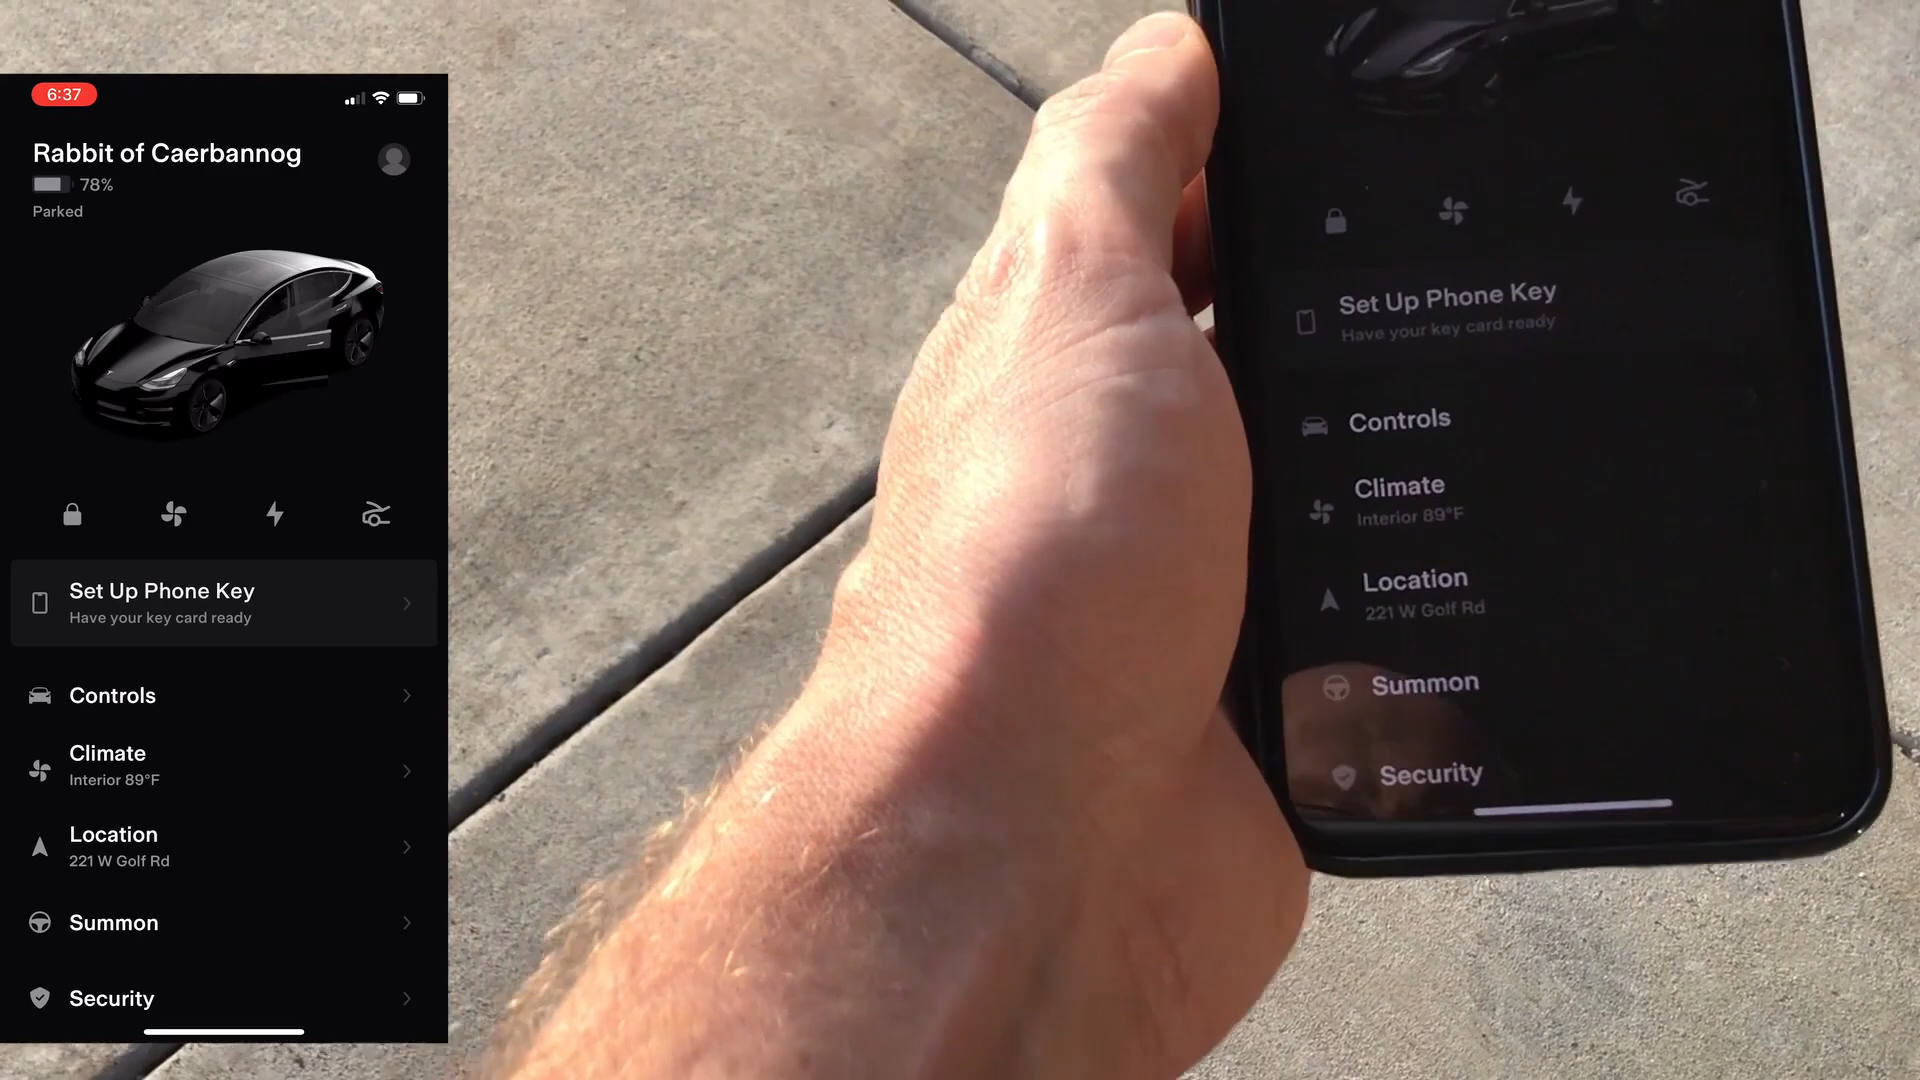 6:37
Rabbit of Caerbannog
78%
Parked
Set Up Phone Key
Have your key card ready
Controls
Climate
Interior 89°F
Location
221 W Golf Rd
Summon
Security
Set Up Phone Key
Have your key card ready
Controls
Climate
Interior 89°F
Location
221 W Golf Rd
Summon
Security